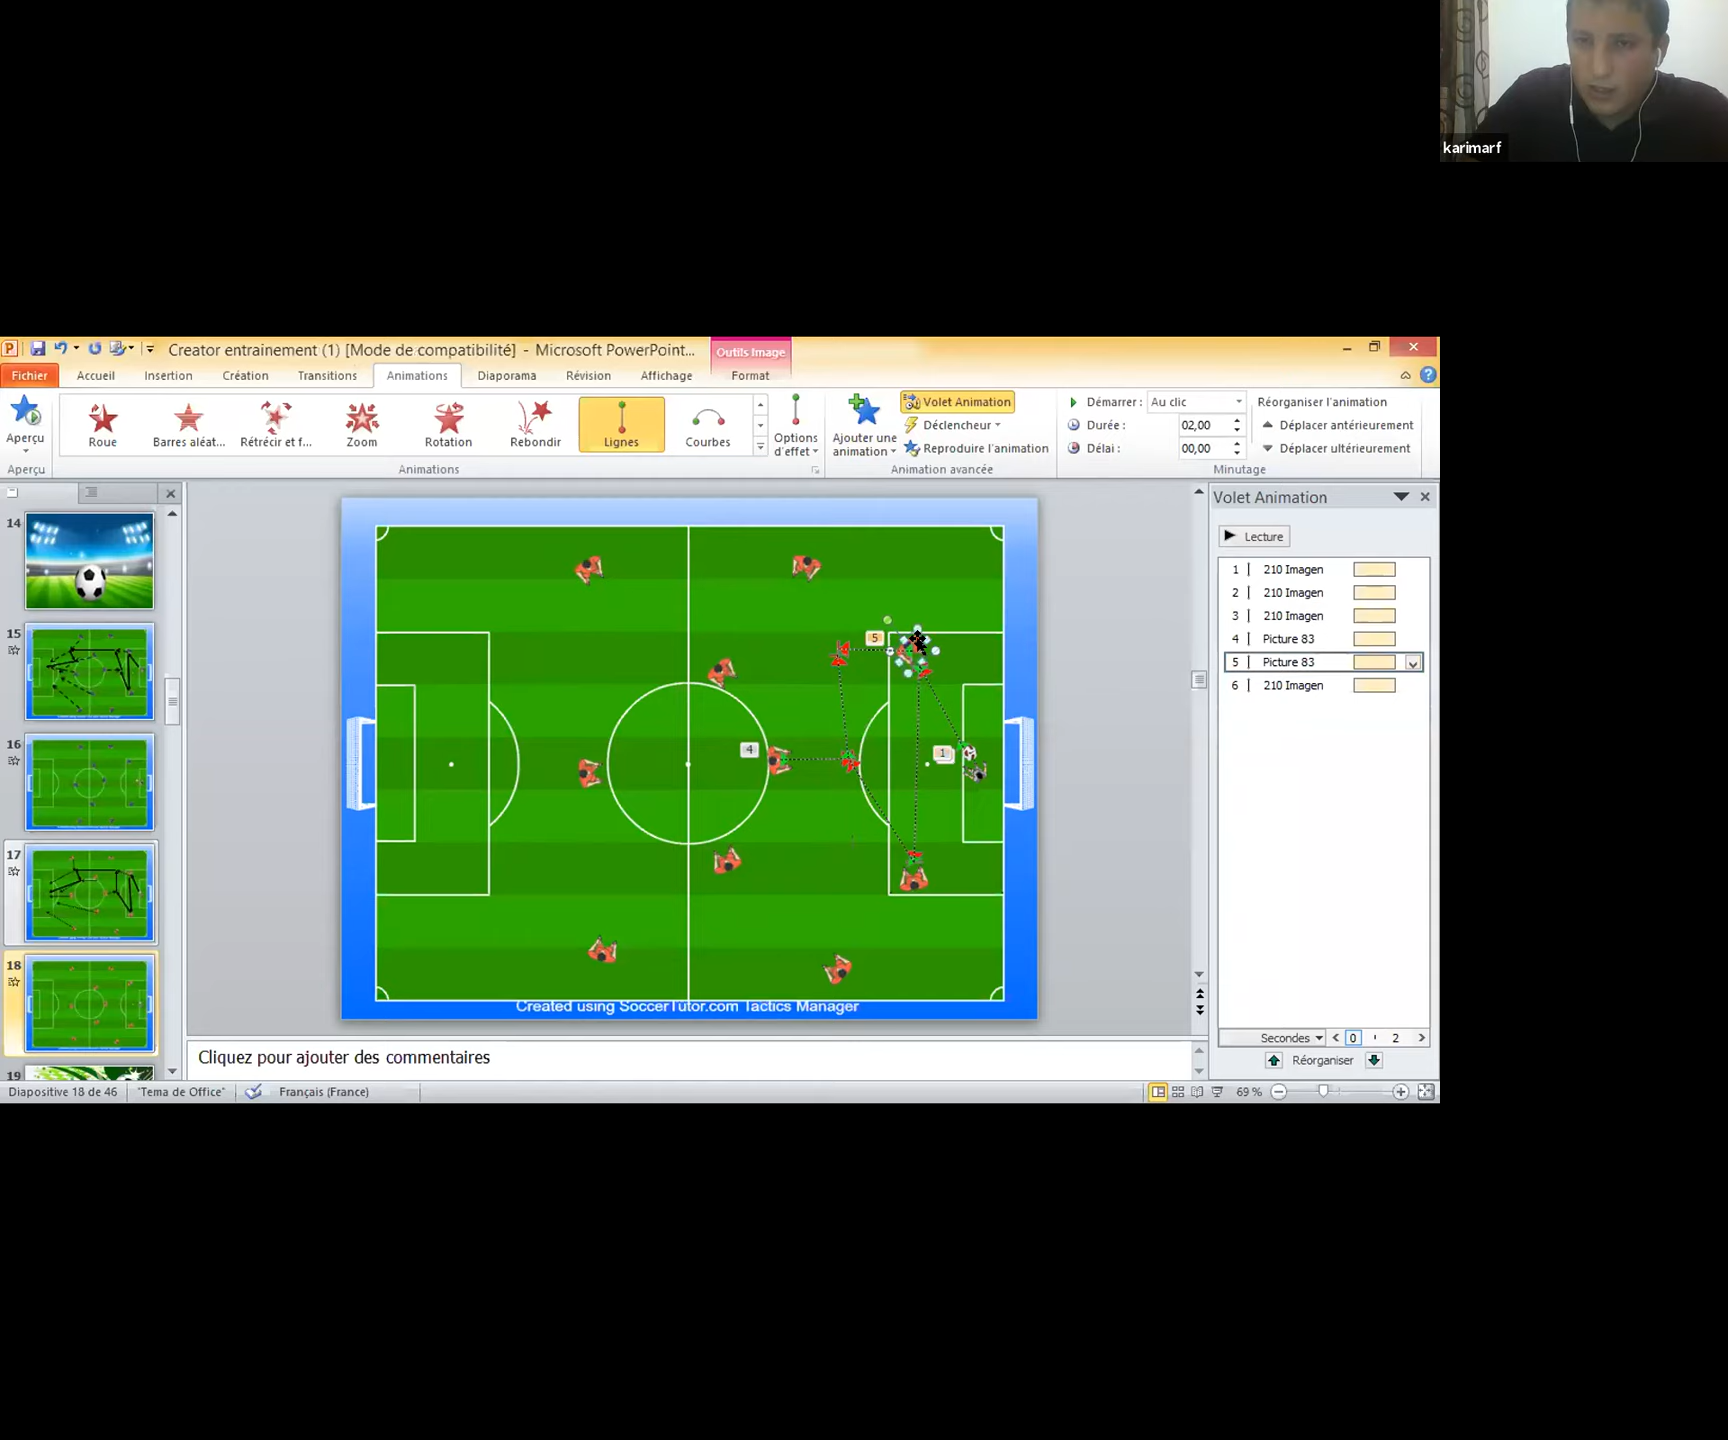 karimarf
Creator entrainement (1) [Mode de compatibilité] - Microsoft PowerPoint...
Outils Image
Fichier
Accueil
Insertion
Création
Transitions
Animations
Diaporama
Révision
Affichage
Format
Aperçu
Roue
Barres aléat...
Rétrécir et f...
Zoom
Rotation
Rebondir
Lignes
Courbes
Options d'effet
Ajouter une animation
Volet Animation
Déclencheur
Reproduire l'animation
Démarrer : Au clic
Durée : 02,00
Délai : 00,00
Réorganiser l'animation
Déplacer antérieurement
Déplacer ultérieurement
Aperçu
Animations
Animation avancée
Minutage
14
15
16
17
18
19
5
4
1
Created using SoccerTutor.com Tactics Manager
Volet Animation
Lecture
1 210 Imagen
2 210 Imagen
3 210 Imagen
4 Picture 83
5 Picture 83
6 210 Imagen
Secondes 0 2
Réorganiser
Cliquez pour ajouter des commentaires
Diapositive 18 de 46
"Tema de Office"
Français (France)
69 %